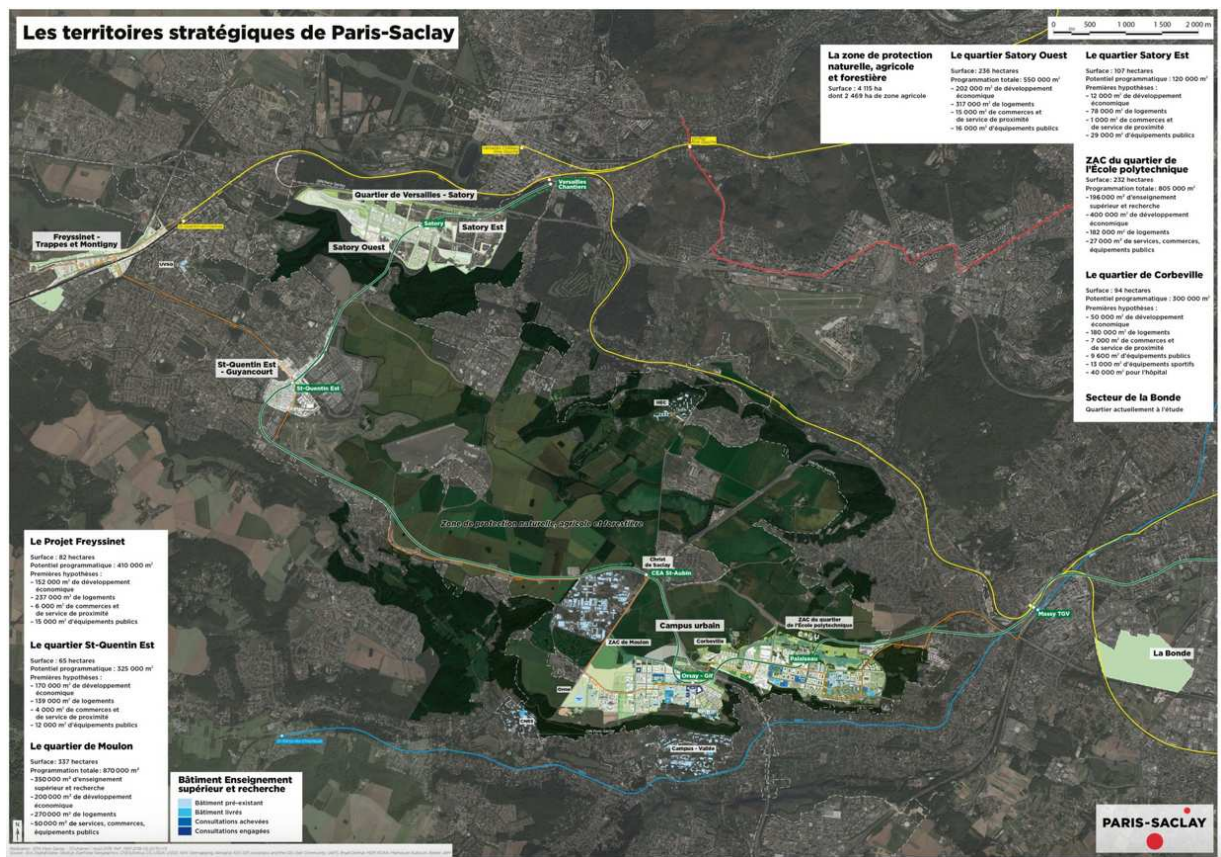 Les territoires stratégiques de Paris-Saclay
0 500 1 000 1 500 2 000 m
La zone de protection
naturelle, agricole
et forestière
Surface : 4 115 ha
dont 2 469 ha de zone agricole
Le quartier Satory Ouest
Surface: 236 hectares
Programmation totale: 550 000 m²
- 202 000 m² de développement
économique
- 317 000 m² de logements
- 15 000 m² de commerces et
de service de proximité
- 16 000 m² d'équipements publics
Le quartier Satory Est
Surface : 107 hectares
Potentiel programmatique : 120 000 m²
Premières hypothèses :
- 12 000 m² de développement
économique
- 78 000 m² de logements
- 1 000 m² de commerces et
de service de proximité
- 29 000 m² d'équipements publics
ZAC du quartier de
l'École polytechnique
Surface : 232 hectares
Programmation totale: 805 000 m²
-196 000 m² d'enseignement
supérieur et recherche
-400 000 m² de développement
économique
-182 000 m² de logements
-27 000 m² de services, commerces,
équipements publics
Le quartier de Corbeville
Surface : 94 hectares
Potentiel programmatique : 300 000 m²
Premières hypothèses :
- 50 000 m² de développement
économique
- 180 000 m² de logements
- 7 000 m² de commerces et
de service de proximité
- 9 600 m² d'équipements publics
- 13 000 m² d'équipements sportifs
- 40 000 m² pour l'hôpital
Secteur de la Bonde
Quartier actuellement à l'étude
Versailles
Chantiers
Quartier de Versailles - Satory
Satory
Satory Est
Satory Ouest
Freyssinet -
Trappes et Montigny
UVSQ
St-Quentin Est
- Guyancourt
St-Quentin Est
HEC
Zone de protection naturelle, agricole et forestière
Christ
de Saclay
CEA St-Aubin
Campus urbain
ZAC du quartier
de l'École polytechnique
ZAC de Moulon
Corbeville
Palaiseau
Massy TGV
Orsay - Gif
La Bonde
CNRS
Campus - Vallée
Le Projet Freyssinet
Surface : 82 hectares
Potentiel programmatique : 410 000 m²
Premières hypothèses :
- 152 000 m² de développement
économique
- 237 000 m² de logements
- 6 000 m² de commerces et
de service de proximité
- 15 000 m² d'équipements publics
Le quartier St-Quentin Est
Surface : 65 hectares
Potentiel programmatique : 325 000 m²
Premières hypothèses :
- 170 000 m² de développement
économique
- 139 000 m² de logements
- 4 000 m² de commerces et
de service de proximité
- 12 000 m² d'équipements publics
Le quartier de Moulon
Surface: 337 hectares
Programmation totale: 870 000 m²
-350 000 m² d'enseignement
supérieur et recherche
-200 000 m² de développement
économique
-270 000 m² de logements
-50 000 m² de services, commerces,
équipements publics
Bâtiment Enseignement
supérieur et recherche
Bâtiment pré-existant
Bâtiment livrés
Consultations achevées
Consultations engagées
N
PARIS-SACLAY